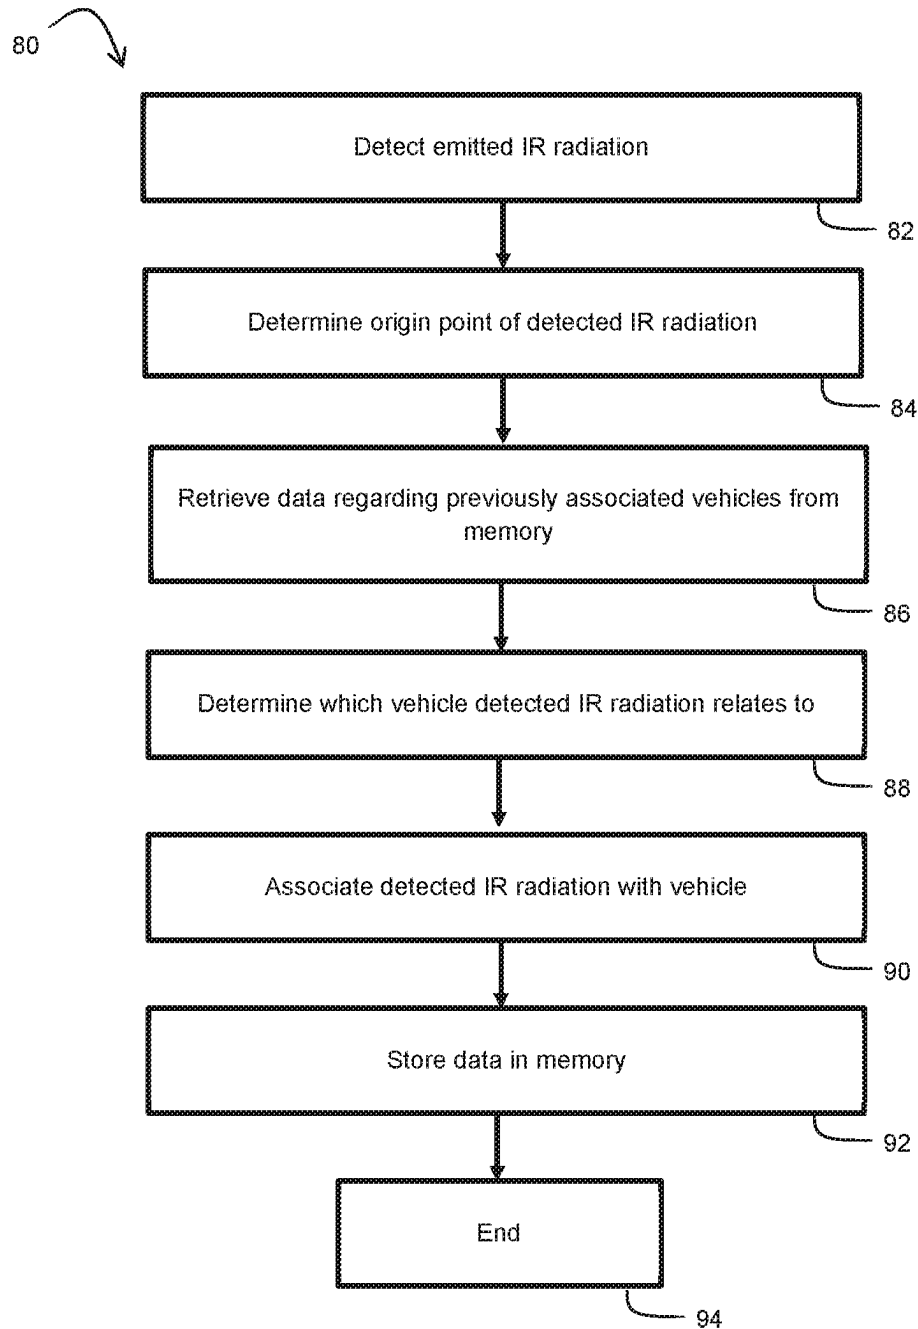 80
Detect emitted IR radiation
82
Determine origin point of detected IR radiation
84
Retrieve data regarding previously associated vehicles from
memory
86
Determine which vehicle detected IR radiation relates to
88
Associate detected IR radiation with vehicle
90
Store data in memory
92
End
94